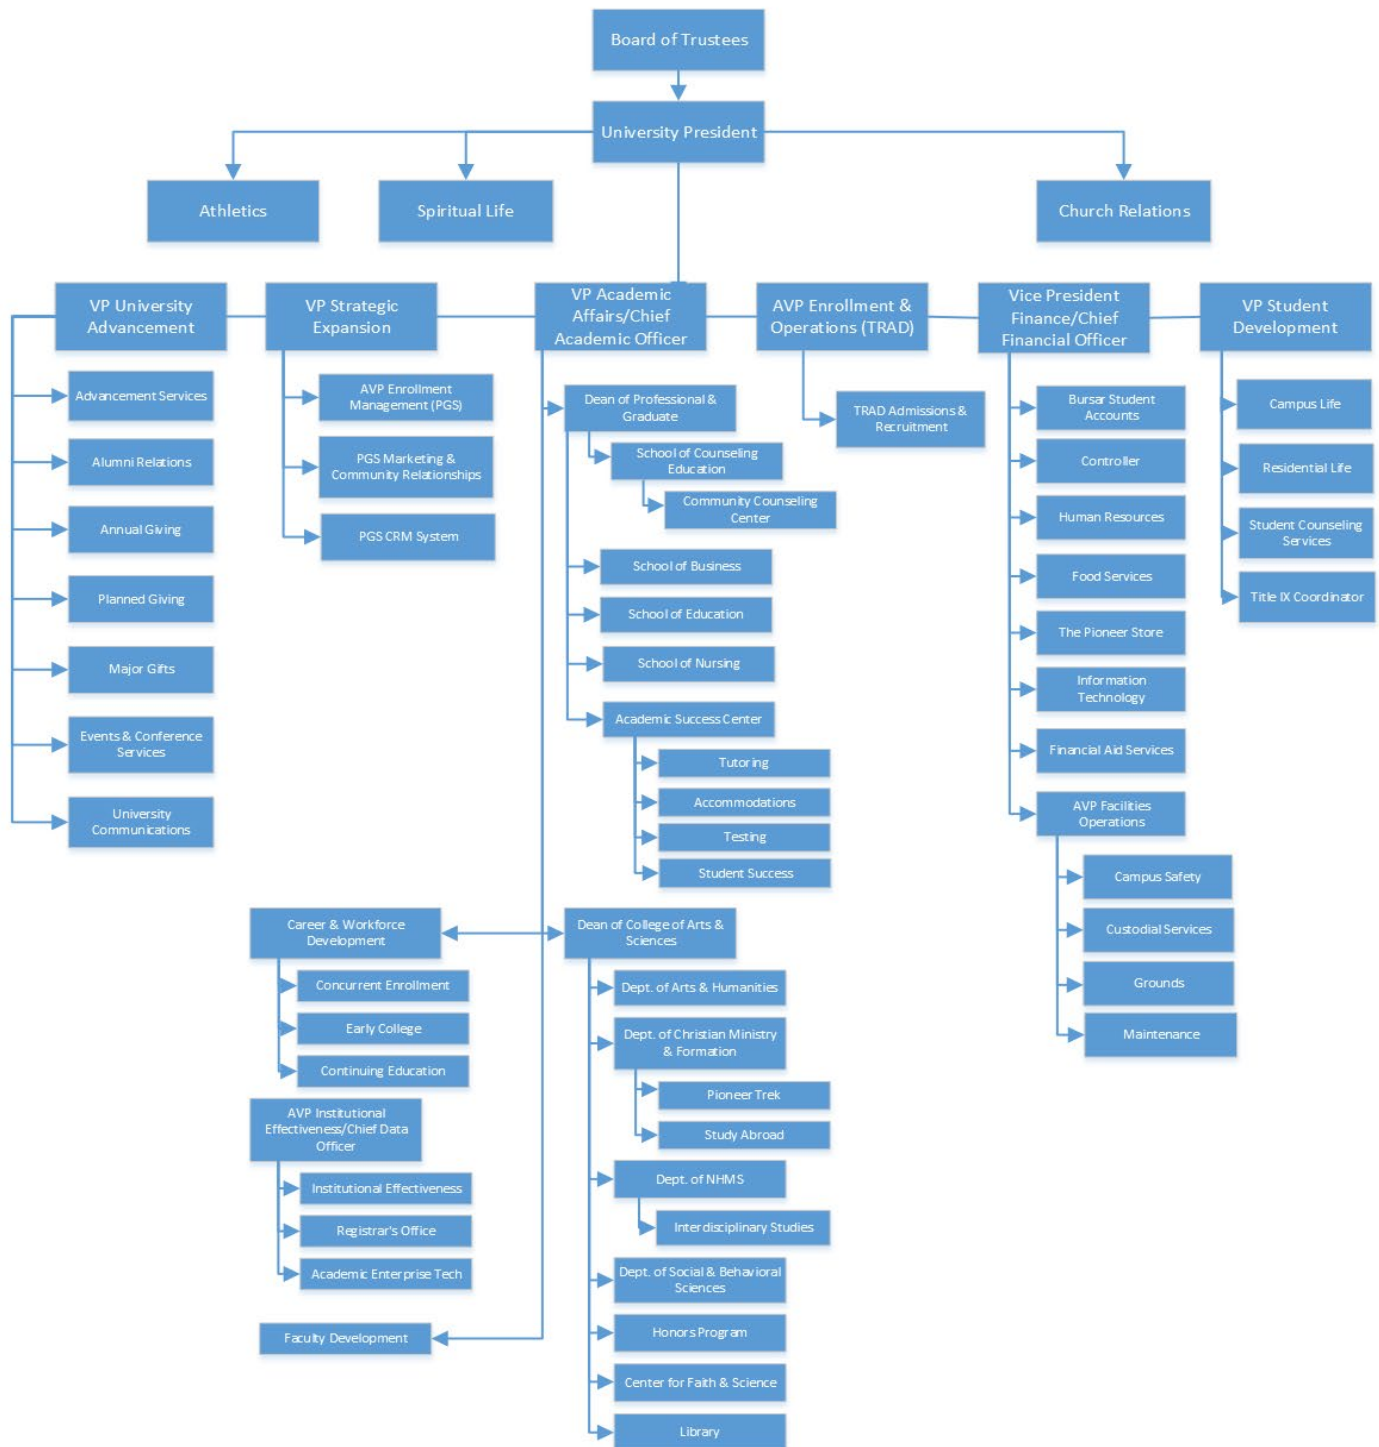 Board of Trustees
University President
Athletics
Spiritual Life
Church Relations
VP University
Advancement
VP Strategic
Expansion
VP Academic
Affairs/Chief
Academic Officer
AVP Enrollment &
Operations (TRAD)
Vice President
Finance/Chief
Financial Officer
VP Student
Development
Advancement Services
Alumni Relations
Annual Giving
Planned Giving
Major Gifts
Events & Conference
Services
University
Communications
AVP Enrollment
Management (PGS)
PGS Marketing &
Community Relationships
PGS CRM System
Dean of Professional &
Graduate
School of Counseling
Education
Community Counseling
Center
School of Business
School of Education
School of Nursing
Academic Success Center
Tutoring
Accommodations
Testing
Student Success
TRAD Admissions &
Recruitment
Bursar Student
Accounts
Controller
Human Resources
Food Services
The Pioneer Store
Information
Technology
Financial Aid Services
AVP Facilities
Operations
Campus Safety
Custodial Services
Grounds
Maintenance
Campus Life
Residential Life
Student Counseling
Services
Title IX Coordinator
Career & Workforce
Development
Concurrent Enrollment
Early College
Continuing Education
AVP Institutional
Effectiveness/Chief Data
Officer
Institutional Effectiveness
Registrar's Office
Academic Enterprise Tech
Faculty Development
Dean of College of Arts &
Sciences
Dept. of Arts & Humanities
Dept. of Christian Ministry
& Formation
Pioneer Trek
Study Abroad
Dept. of NHMS
Interdisciplinary Studies
Dept. of Social & Behavioral
Sciences
Honors Program
Center for Faith & Science
Library